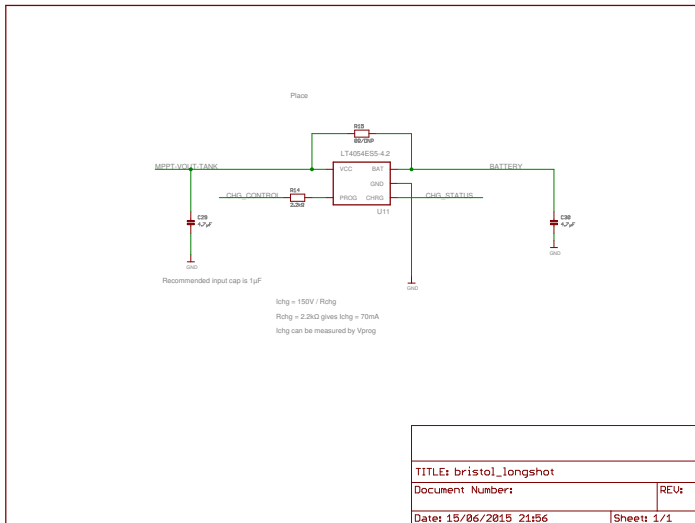 Place
R15
0R/DNP
LT4054ES5-4.2
MPPT-VOUT-TANK
VCC
BAT
BATTERY
GND
CHG_CONTROL
R14
2.2kΩ
PROG
CHRG
CHG_STATUS
U11
C29
4.7µF
C30
4.7µF
GND
GND
GND
Recommended input cap is 1µF
Ichg = 150V / Rchg
Rchg = 2.2kΩ gives Ichg = 70mA
Ichg can be measured by Vprog
TITLE: bristol_longshot
Document Number:
REV:
Date: 15/06/2015 21:56
Sheet: 1/1